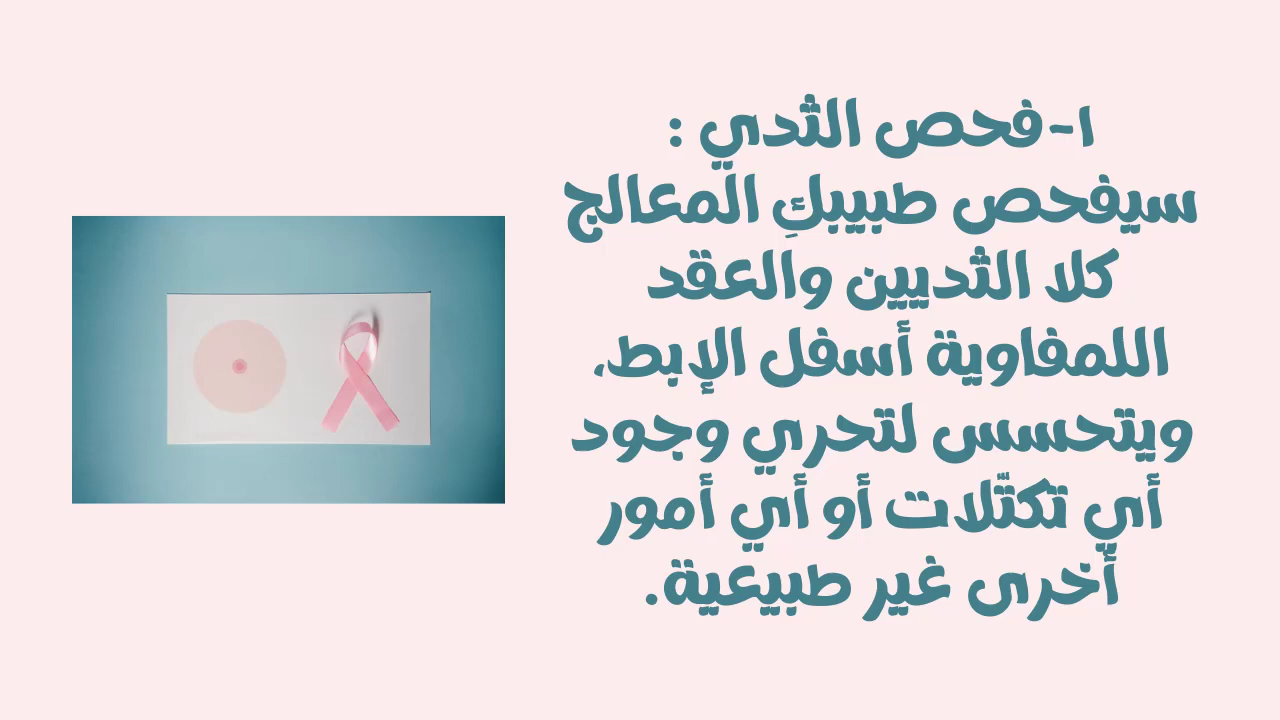 ١-فحص الثدي :
سيفحص طبيبكِ المعالج
كلا الثديين والعقد
اللمفاوية أسفل الإبط،
ويتحسس لتحري وجود
أي تكتّلات أو أي أمور
أخرى غير طبيعية.